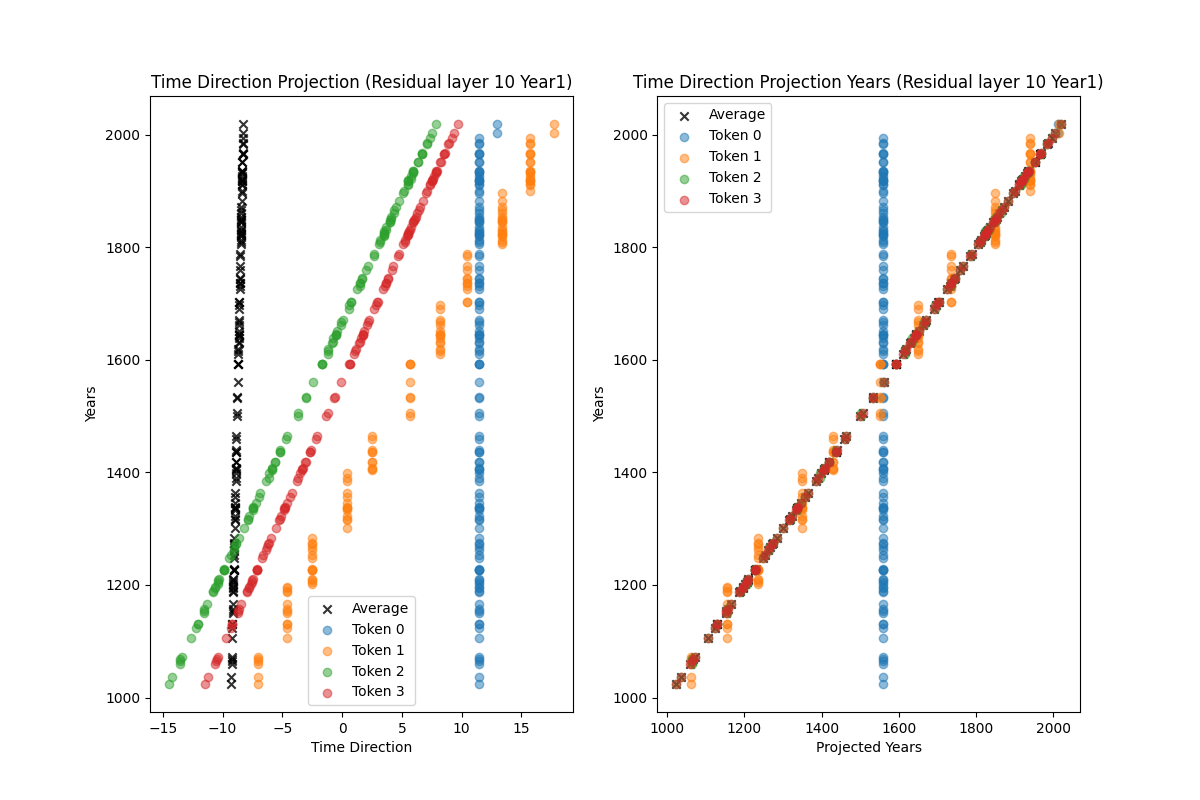 Time Direction Projection (Residual layer 10 Year1)
2000
1800
1600
1400
1200
1000
Years
Average
Token 0
Token 1
Token 2
Token 3
−15
−10
−5
0
5
10
15
Time Direction
Time Direction Projection Years (Residual layer 10 Year1)
Average
Token 0
Token 1
Token 2
Token 3
2000
1800
1600
1400
1200
1000
Years
1000
1200
1400
1600
1800
2000
Projected Years